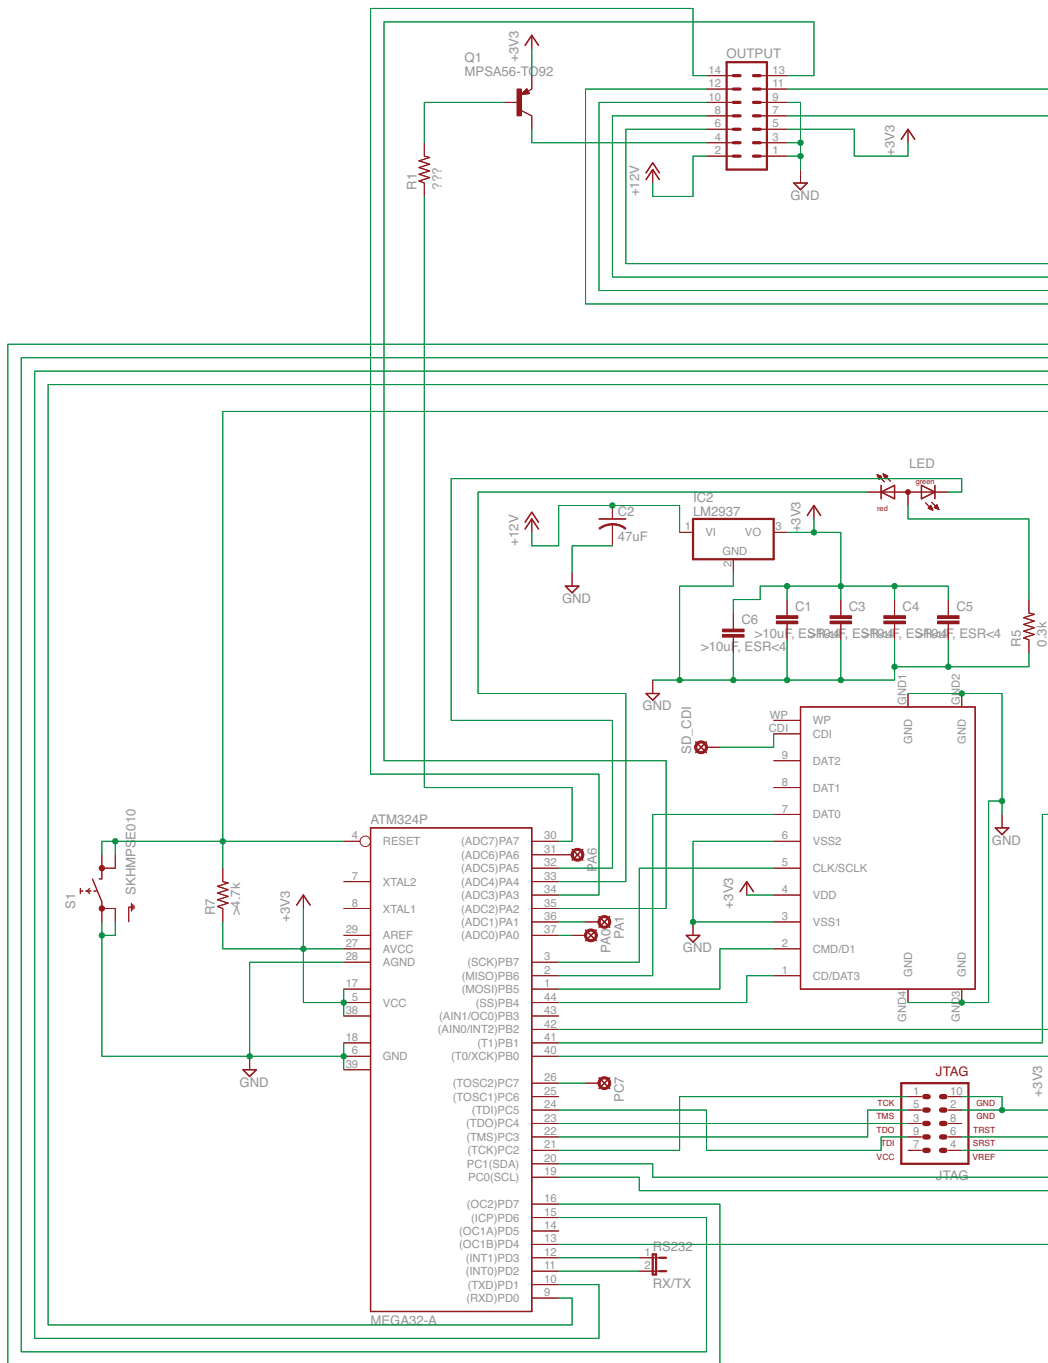 Q1
MPSA56-TO92
+3V3
R1
???
OUTPUT
14 13
12 11
10 9
8 7
6 5
4 3
2 1
+12V
+3V3
GND
LED
red
green
IC2
LM2937
1 VI VO 3
GND
2
+12V
C2
47uF
GND
+3V3
C6
>10uF, ESR<4
C1
C3
C4
C5
>10uF, ESR<4
R5
0.3k
GND
SD_CDI
GND1
GND2
WP WP
CDI CDI
9 DAT2
8 DAT1
7 DAT0
6 VSS2
5 CLK/SCLK
4 VDD
3 VSS1
2 CMD/D1
1 CD/DAT3
GND
GND
GND
GND
GND4
GND3
GND
+3V3
GND
S1
SKHMPSE010
R7
>4.7k
+3V3
GND
ATM324P
4 RESET
7 XTAL2
8 XTAL1
29 AREF
27 AVCC
28 AGND
17
5 VCC
38
18
6 GND
39
(ADC7)PA7 30
(ADC6)PA6 31
(ADC5)PA5 32
(ADC4)PA4 33
(ADC3)PA3 34
(ADC2)PA2 35
(ADC1)PA1 36
(ADC0)PA0 37
(SCK)PB7 3
(MISO)PB6 2
(MOSI)PB5 1
(SS)PB4 44
(AIN1/OC0)PB3 43
(AIN0/INT2)PB2 42
(T1)PB1 41
(T0/XCK)PB0 40
(TOSC2)PC7 26
(TOSC1)PC6 25
(TDI)PC5 24
(TDO)PC4 23
(TMS)PC3 22
(TCK)PC2 21
PC1(SDA) 20
PC0(SCL) 19
(OC2)PD7 16
(ICP)PD6 15
(OC1A)PD5 14
(OC1B)PD4 13
(INT1)PD3 12
(INT0)PD2 11
(TXD)PD1 10
(RXD)PD0 9
MEGA32-A
PA6
PA1
PA0
PC7
RS232
1
2
RX/TX
JTAG
1 10
TCK 5 2 GND
TMS 3 8 GND
TDO 9 6 TRST
TDI 7 4 SRST
VCC VREF
JTAG
+3V3